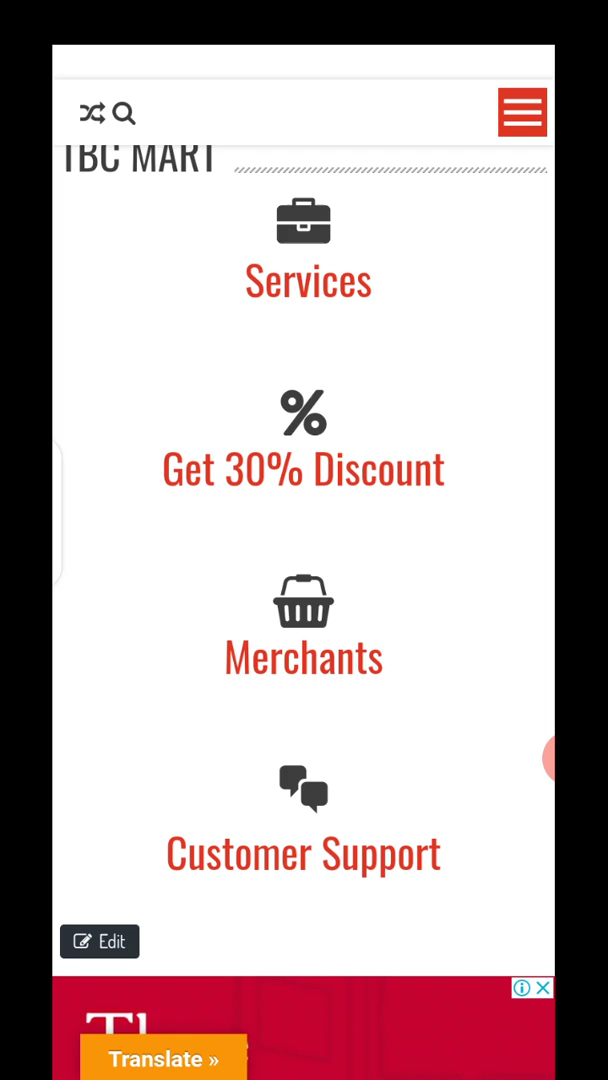 TBC MART
Services
%
Get 30% Discount
Merchants
Customer Support
Edit
Translate »